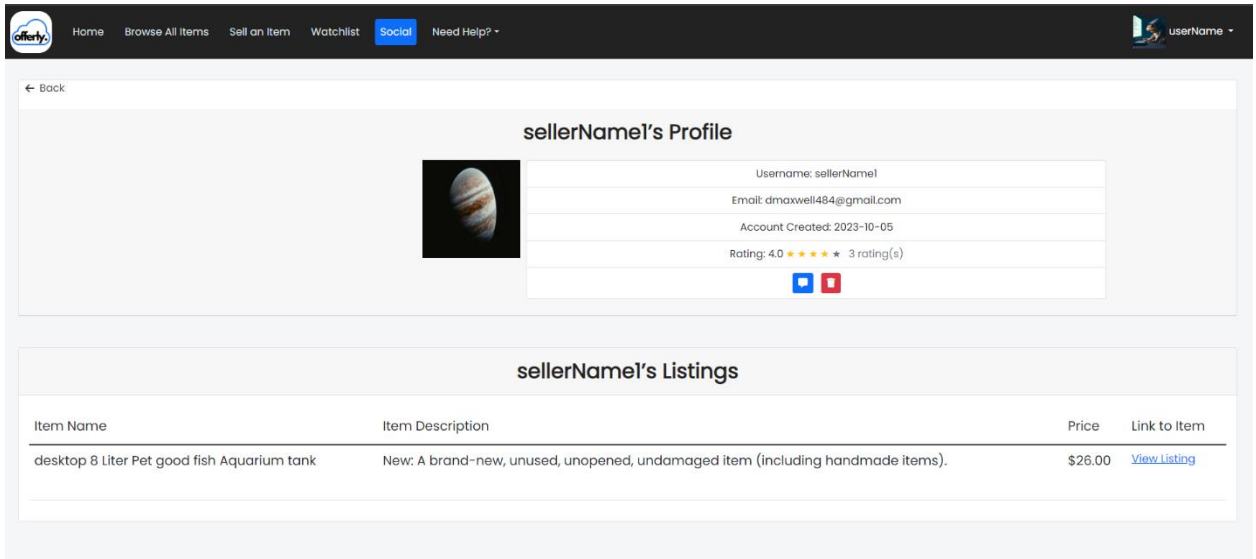 offerly.
Home Browse All Items Sell an Item Watchlist Social Need Help? userName
← Back
sellerName1's Profile
Username: sellerName1
Email: dmaxwell484@gmail.com
Account Created: 2023-10-05
Rating: 4.0 ★ ★ ★ ★ ★ 3 rating(s)
sellerName1's Listings
Item Name Item Description Price Link to Item
desktop 8 Liter Pet good fish Aquarium tank New: A brand-new, unused, unopened, undamaged item (including handmade items). $26.00 View Listing